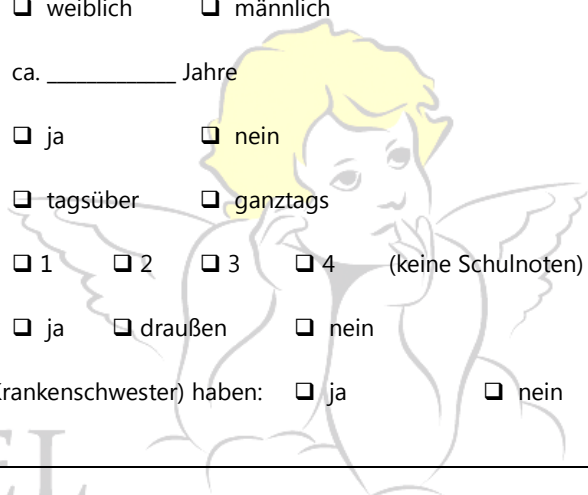 ❑ weiblich ❑ männlich
ca. ____________ Jahre
❑ ja ❑ nein
❑ tagsüber ❑ ganztags
❑ 1 ❑ 2 ❑ 3 ❑ 4 (keine Schulnoten)
❑ ja ❑ draußen ❑ nein
Krankenschwester) haben: ❑ ja ❑ nein